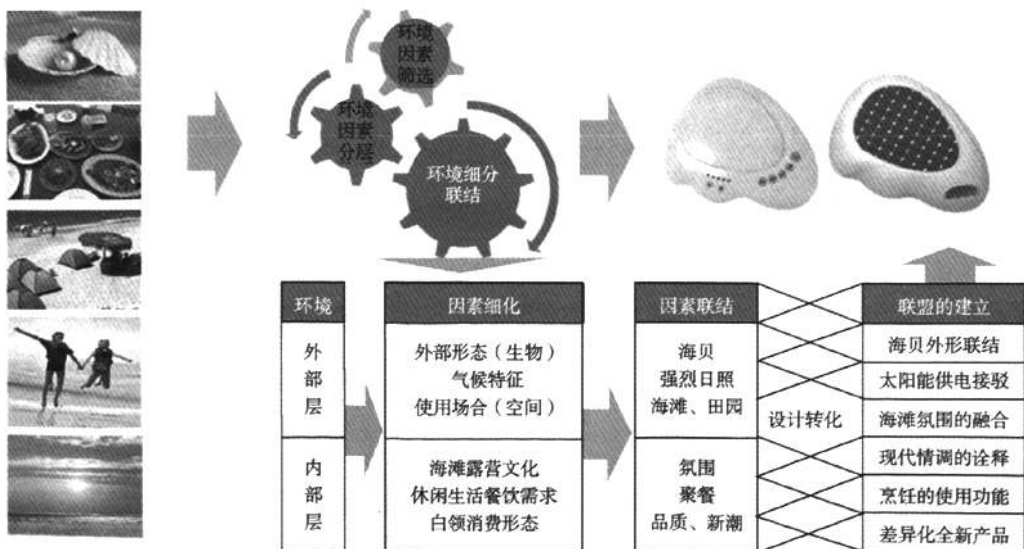 环境
因素
筛选
环境
因素
分层
环境细分
联结
环境
因素细化
因素联结
联盟的建立
外
部
层
外部形态（生物）
气候特征
使用场合（空间）
海贝
强烈日照
海滩、田园
设计转化
海贝外形联结
太阳能供电接驳
海滩氛围的融合
内
部
层
海滩露营文化
休闲生活餐饮需求
白领消费形态
氛围
聚餐
品质、新潮
现代情调的诠释
烹饪的使用功能
差异化全新产品